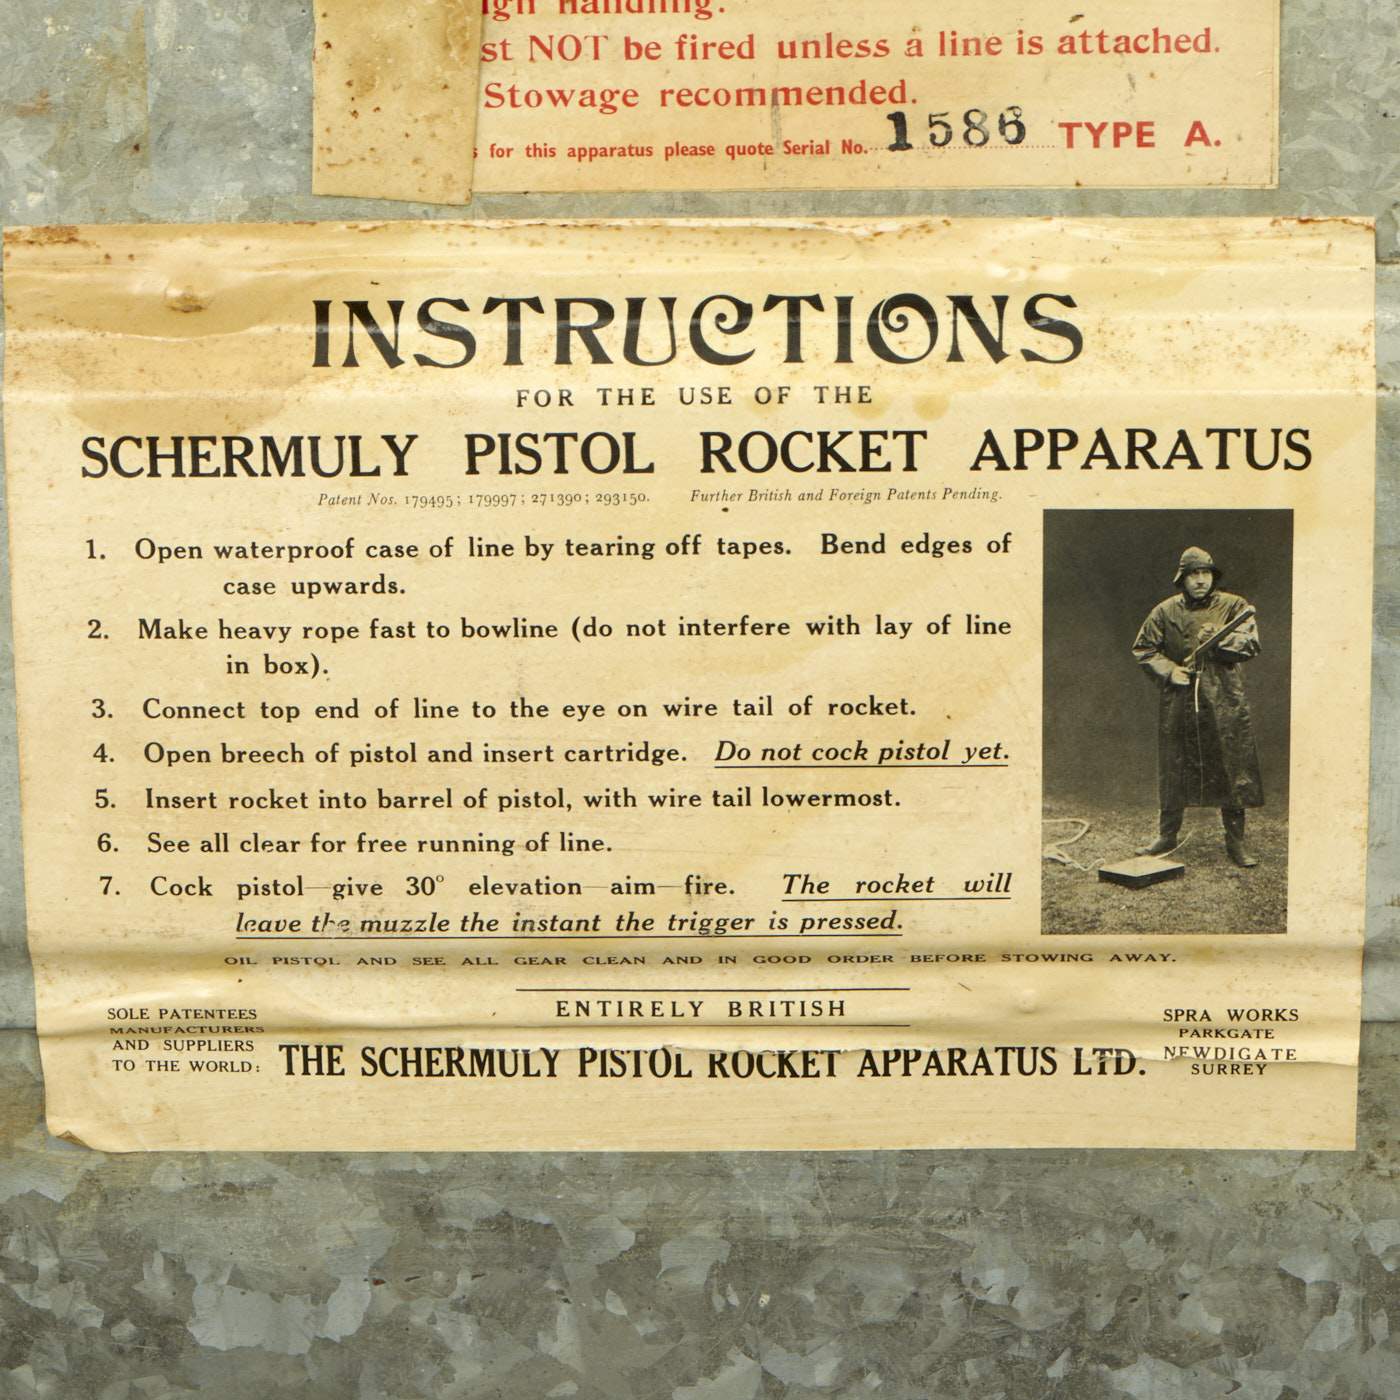 handling.
NOT be fired unless a line is attached.
Stowage recommended.
for this apparatus please quote Serial No. 1586 TYPE A.
INSTRUCTIONS
FOR THE USE OF THE
SCHERMULY PISTOL ROCKET APPARATUS
Patent Nos. 179495; 179997; 271390; 293150. Further British and Foreign Patents Pending.
1. Open waterproof case of line by tearing off tapes. Bend edges of
case upwards.
2. Make heavy rope fast to bowline (do not interfere with lay of line
in box).
3. Connect top end of line to the eye on wire tail of rocket.
4. Open breech of pistol and insert cartridge. Do not cock pistol yet.
5. Insert rocket into barrel of pistol, with wire tail lowermost.
6. See all clear for free running of line.
7. Cock pistol—give 30° elevation—aim—fire. The rocket will
leave the muzzle the instant the trigger is pressed.
OIL PISTOL AND SEE ALL GEAR CLEAN AND IN GOOD ORDER BEFORE STOWING AWAY.
ENTIRELY BRITISH
SOLE PATENTEES
MANUFACTURERS
AND SUPPLIERS
TO THE WORLD:
THE SCHERMULY PISTOL ROCKET APPARATUS LTD.
SPRA WORKS
PARKGATE
NEWDIGATE
SURREY